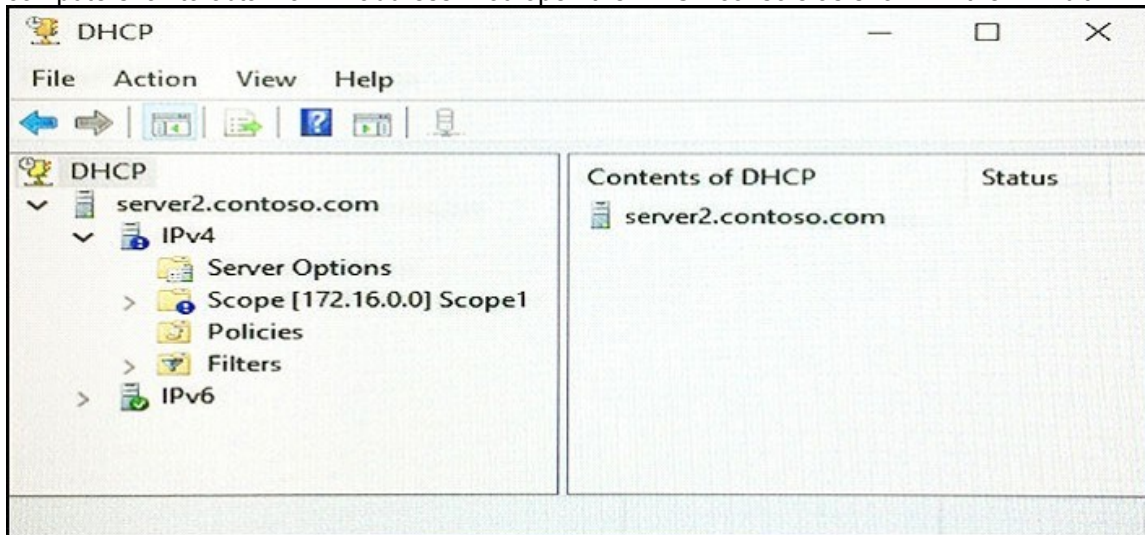 DHCP
File Action View Help
DHCP
server2.contoso.com
IPv4
Server Options
Scope [172.16.0.0] Scope1
Policies
Filters
IPv6
Contents of DHCP Status
server2.contoso.com